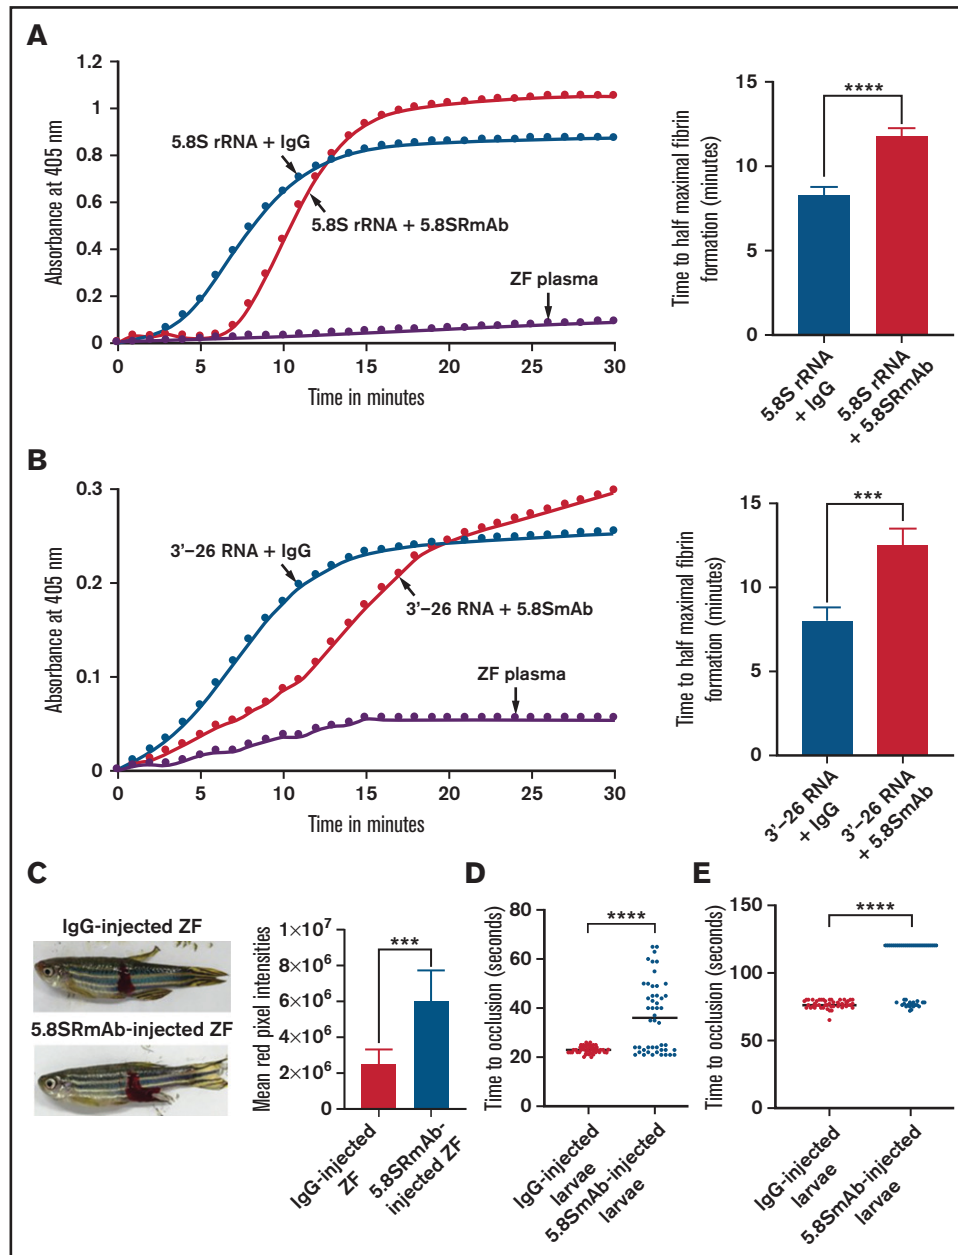 A
Absorbance at 405 nm
1.2
1
0.8
0.6
0.4
0.2
0
5.8S rRNA + IgG
5.8S rRNA + 5.8SRmAb
ZF plasma
0 5 10 15 20 25 30
Time in minutes
Time to half maximal fibrin
formation (minutes)
15
10
5
0
****
5.8S rRNA
+ IgG
5.8S rRNA
+ 5.8SRmAb
B
Absorbance at 405 nm
0.3
0.2
0.1
0
3'–26 RNA + IgG
3'–26 RNA + 5.8SmAb
ZF plasma
0 5 10 15 20 25 30
Time in minutes
Time to half maximal fibrin
formation (minutes)
15
10
5
0
***
3'–26 RNA
+ IgG
3'–26 RNA
+ 5.8SmAb
C
IgG-injected ZF
5.8SRmAb-injected ZF
Mean red pixel intensities
1×10⁷
8×10⁶
6×10⁶
4×10⁶
2×10⁶
0
***
IgG-injected
ZF
5.8SRmAb-
injected ZF
D
Time to occlusion (seconds)
80
60
40
20
0
****
IgG-injected
larvae
5.8SmAb-injected
larvae
E
Time to occlusion (seconds)
150
100
50
0
****
IgG-injected
larvae
5.8SmAb-injected
larvae